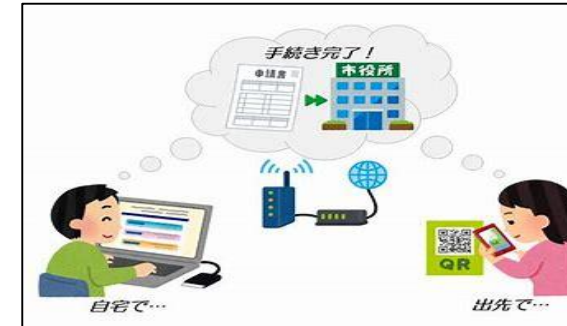 手続き完了！
申請書
市役所
QR
自宅で…
出先で…